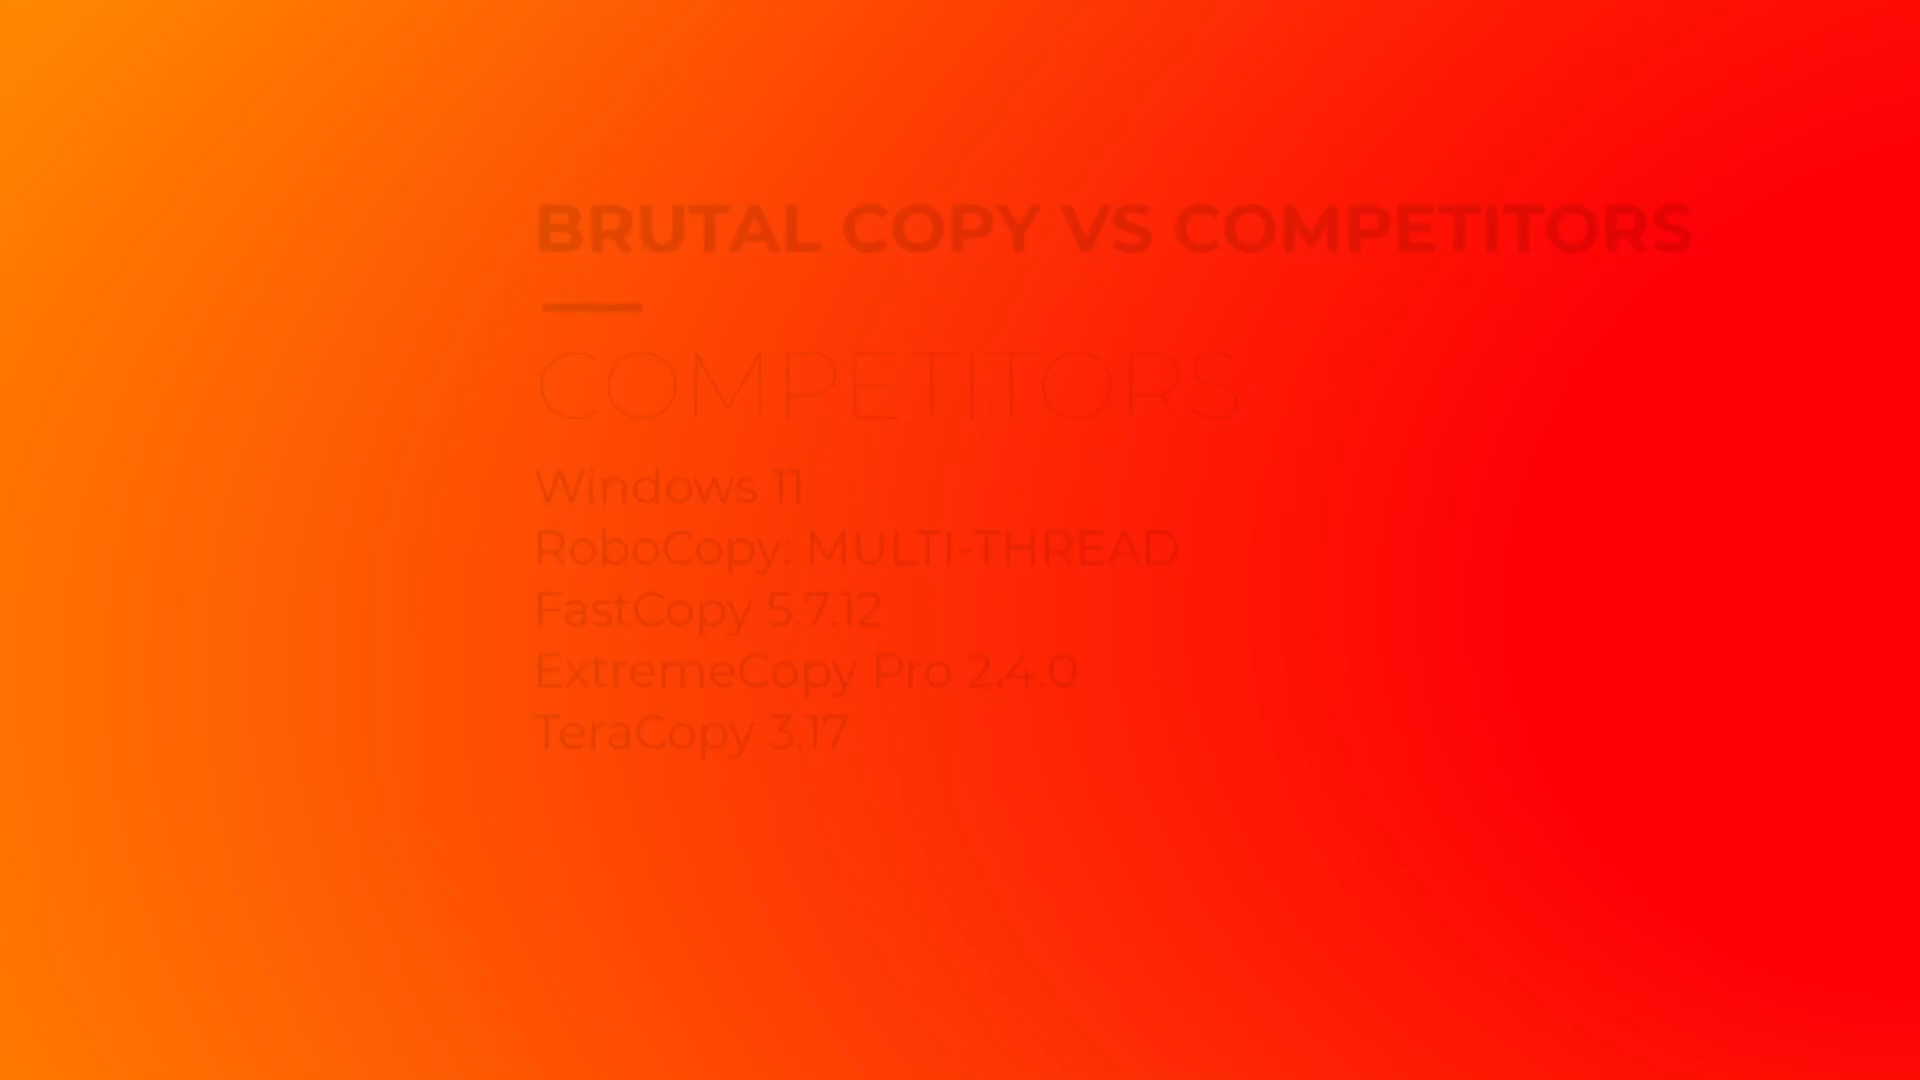 BRUTAL COPY VS COMPETITORS
COMPETITORS
Windows 11
RoboCopy: MULTI-THREAD
FastCopy 5.7.12
ExtremeCopy Pro 2.4.0
TeraCopy 3.17